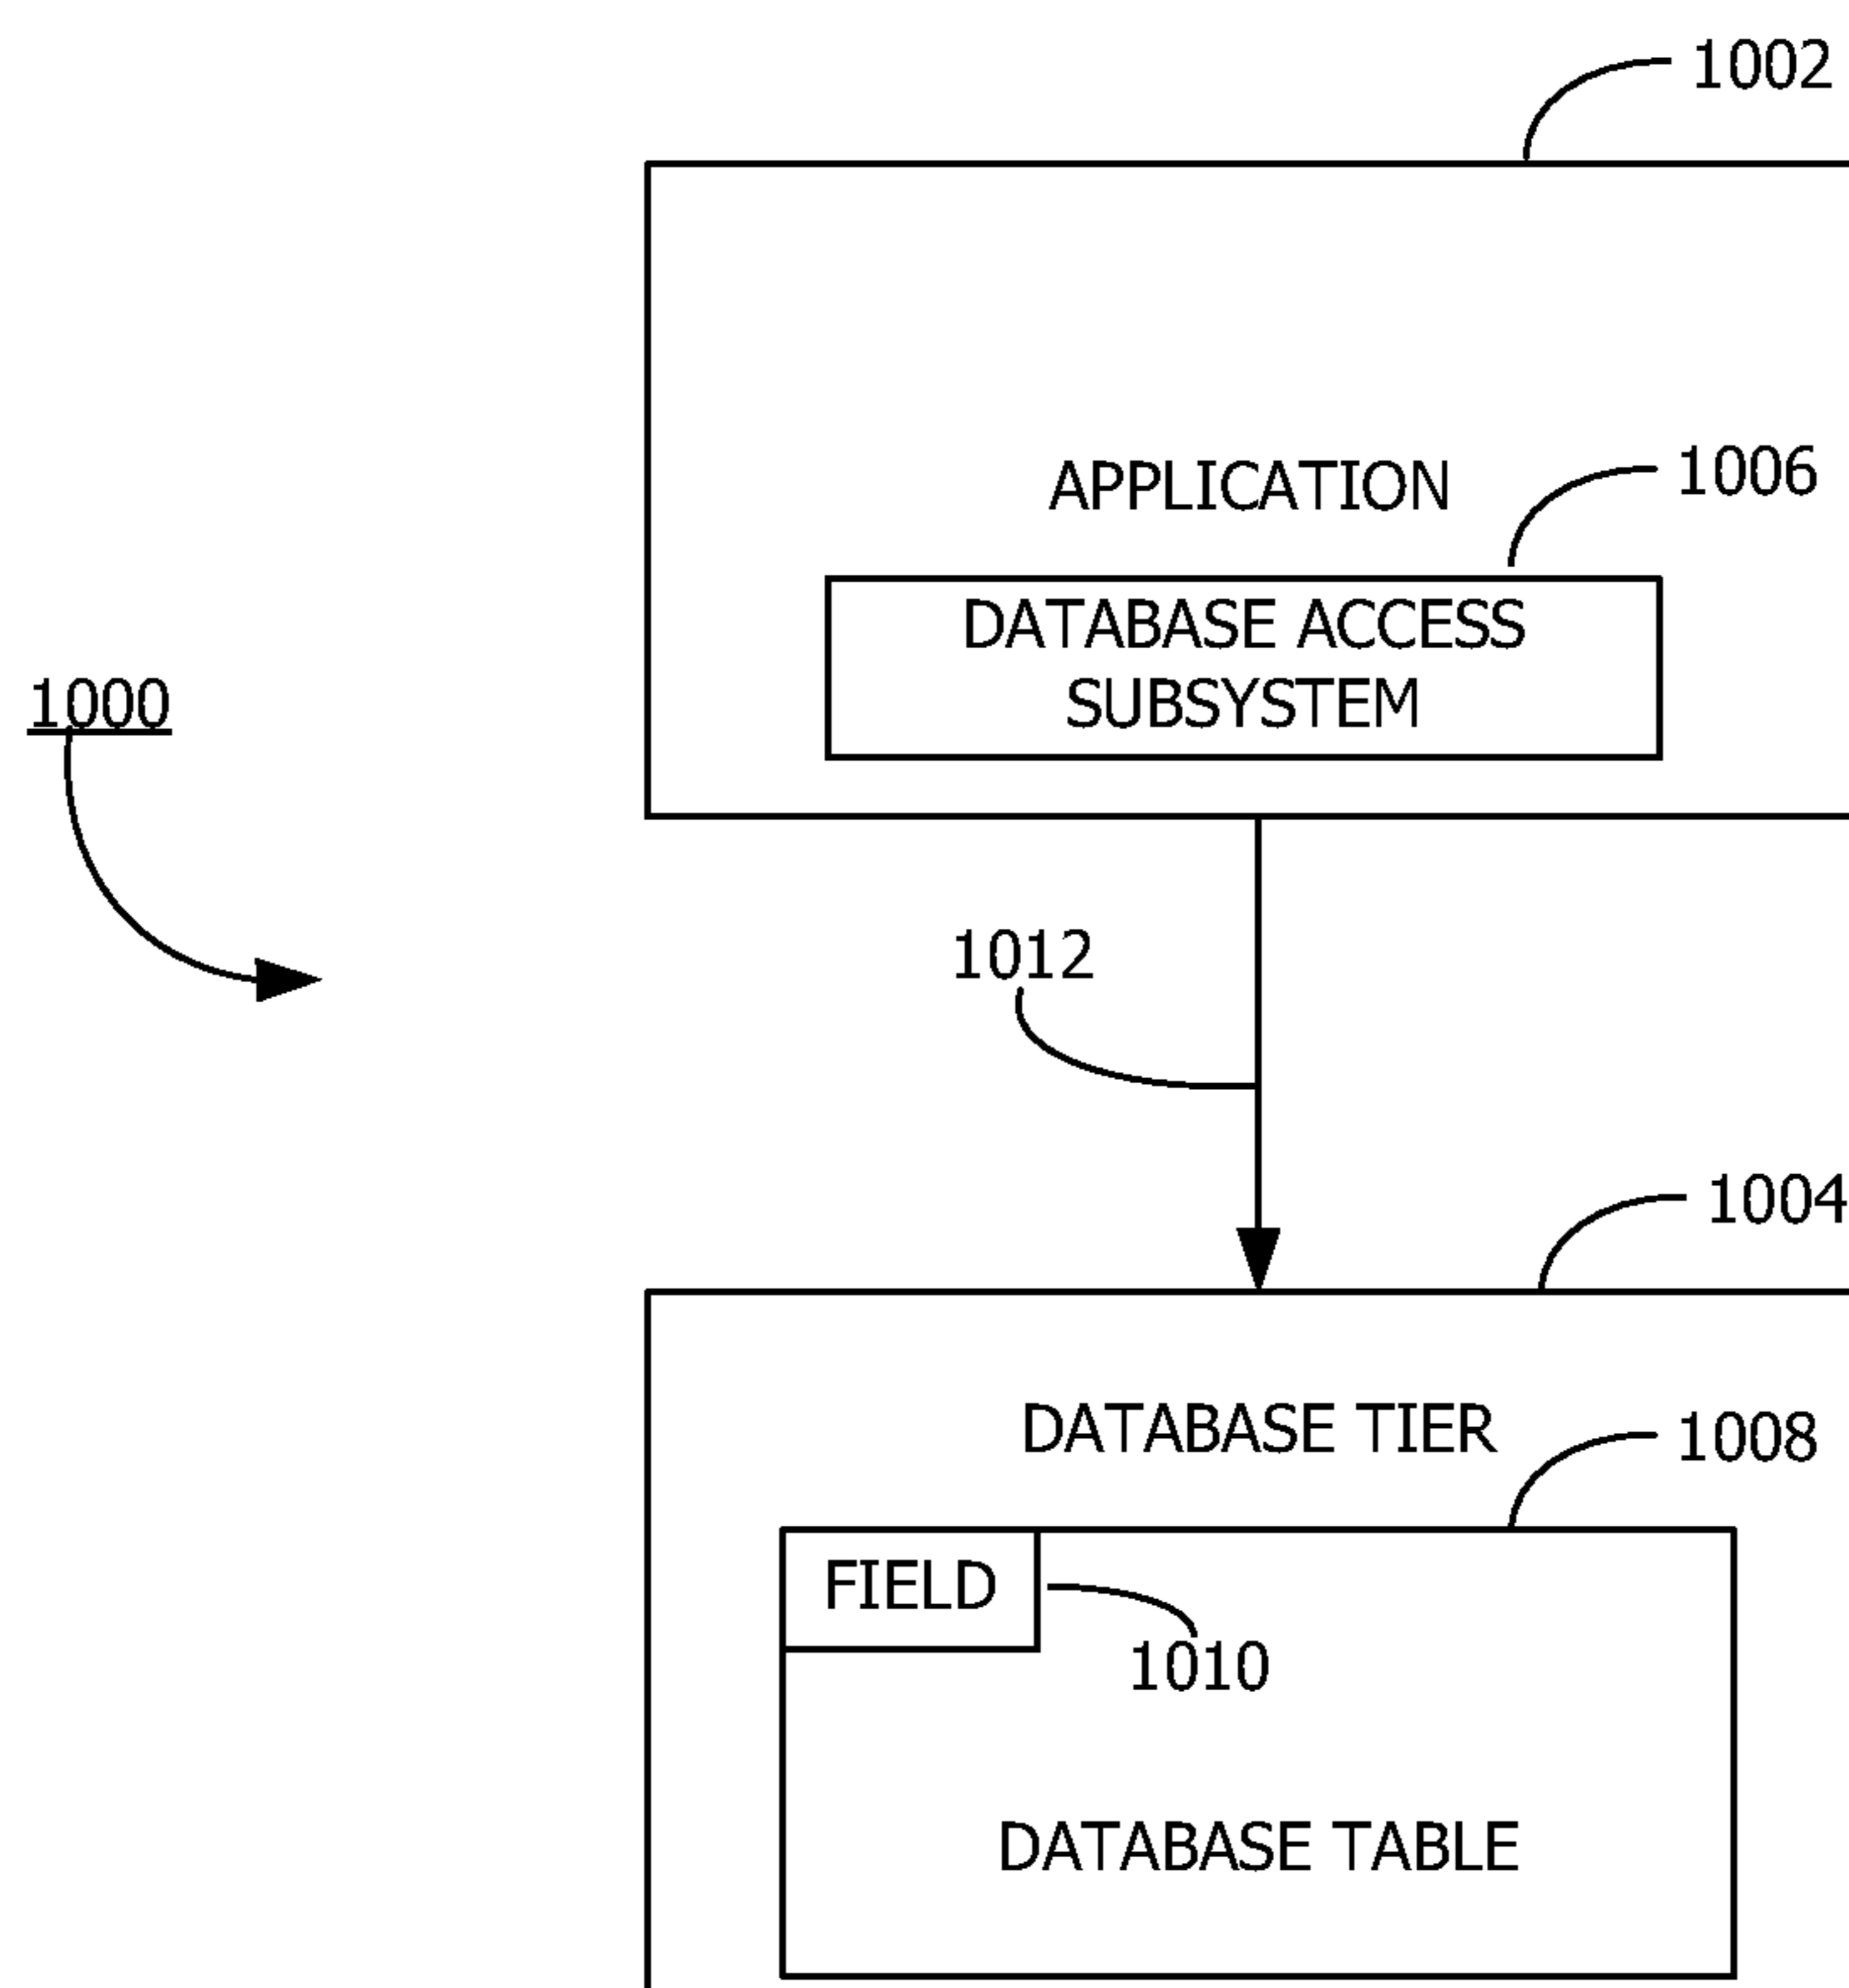 1002
APPLICATION
1006
DATABASE ACCESS
SUBSYSTEM
1000
1012
1004
DATABASE TIER
1008
FIELD
1010
DATABASE TABLE